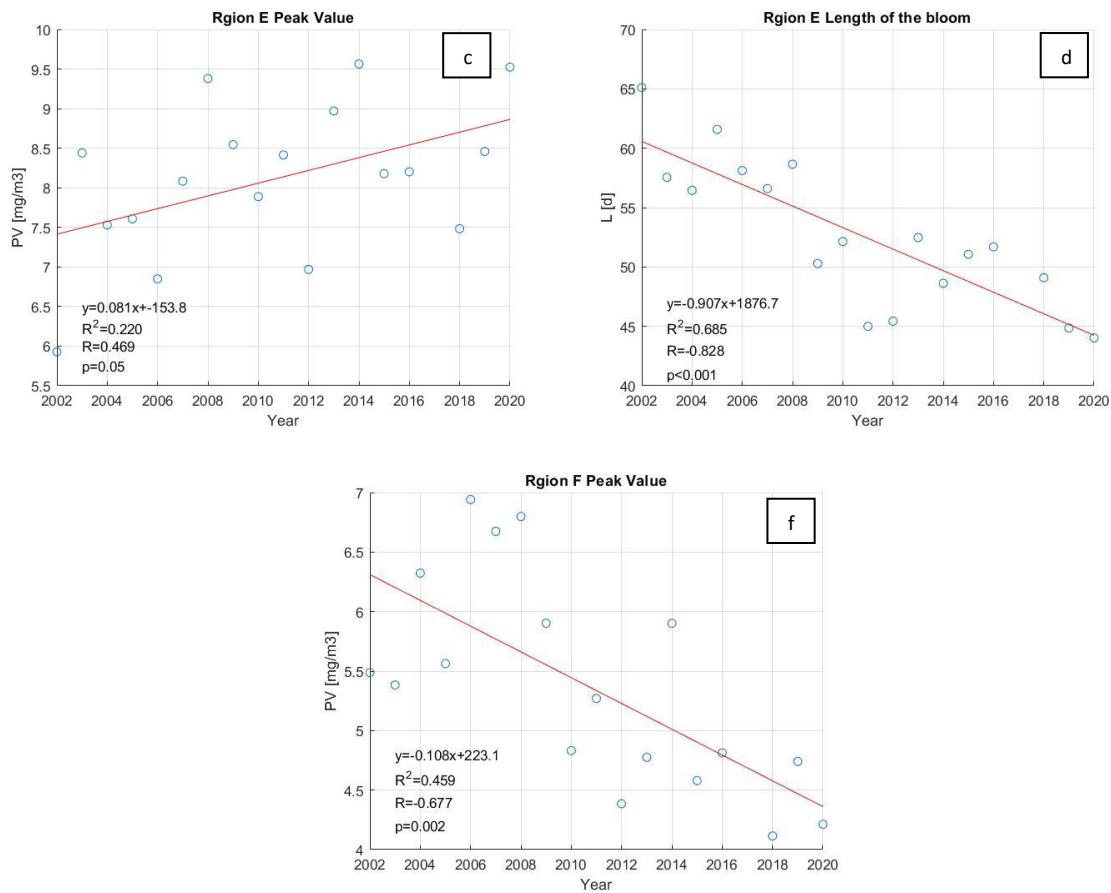 Rgion E Peak Value
c
10
9.5
9
8.5
8
7.5
7
6.5
6
5.5
PV [mg/m3]
y=0.081x+-153.8
R²=0.220
R=0.469
p=0.05
2002 2004 2006 2008 2010 2012 2014 2016 2018 2020
Year
Rgion E Length of the bloom
d
70
65
60
55
50
45
40
L [d]
y=-0.907x+1876.7
R²=0.685
R=-0.828
p<0.001
2002 2004 2006 2008 2010 2012 2014 2016 2018 2020
Year
Rgion F Peak Value
f
7
6.5
6
5.5
5
4.5
4
PV [mg/m3]
y=-0.108x+223.1
R²=0.459
R=-0.677
p=0.002
2002 2004 2006 2008 2010 2012 2014 2016 2018 2020
Year